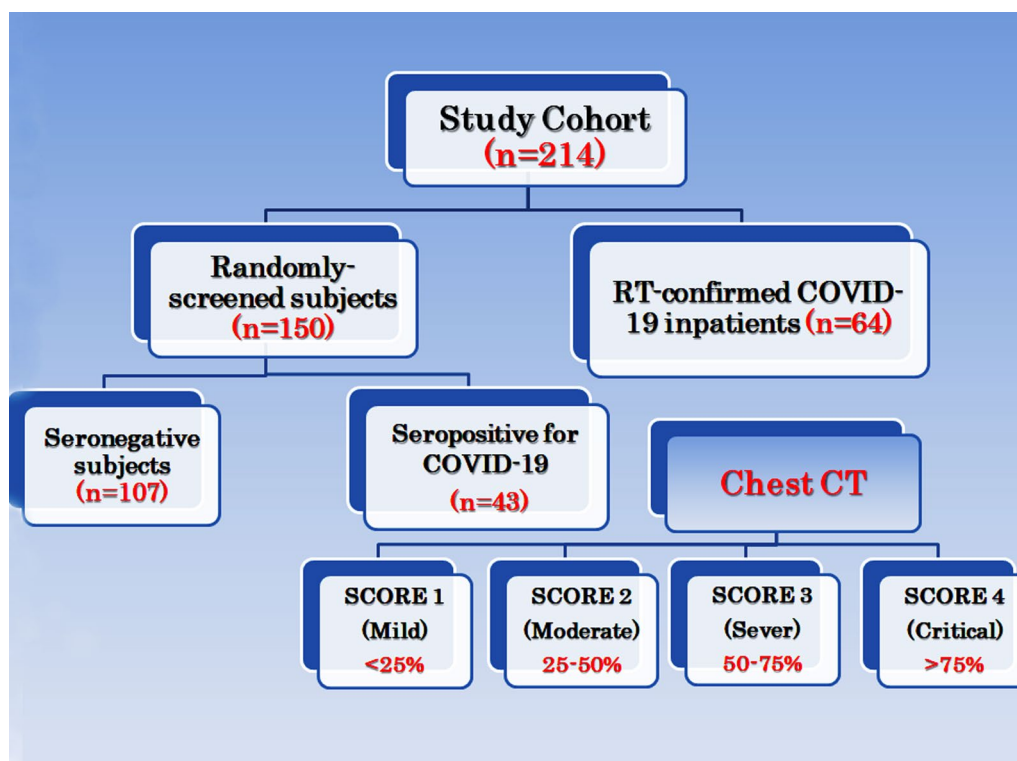 Study Cohort
(n=214)
Randomly-
screened subjects
(n=150)
RT-confirmed COVID-
19 inpatients (n=64)
Seronegative
subjects
(n=107)
Seropositive for
COVID-19
(n=43)
Chest CT
SCORE 1
(Mild)
<25%
SCORE 2
(Moderate)
25-50%
SCORE 3
(Sever)
50-75%
SCORE 4
(Critical)
>75%